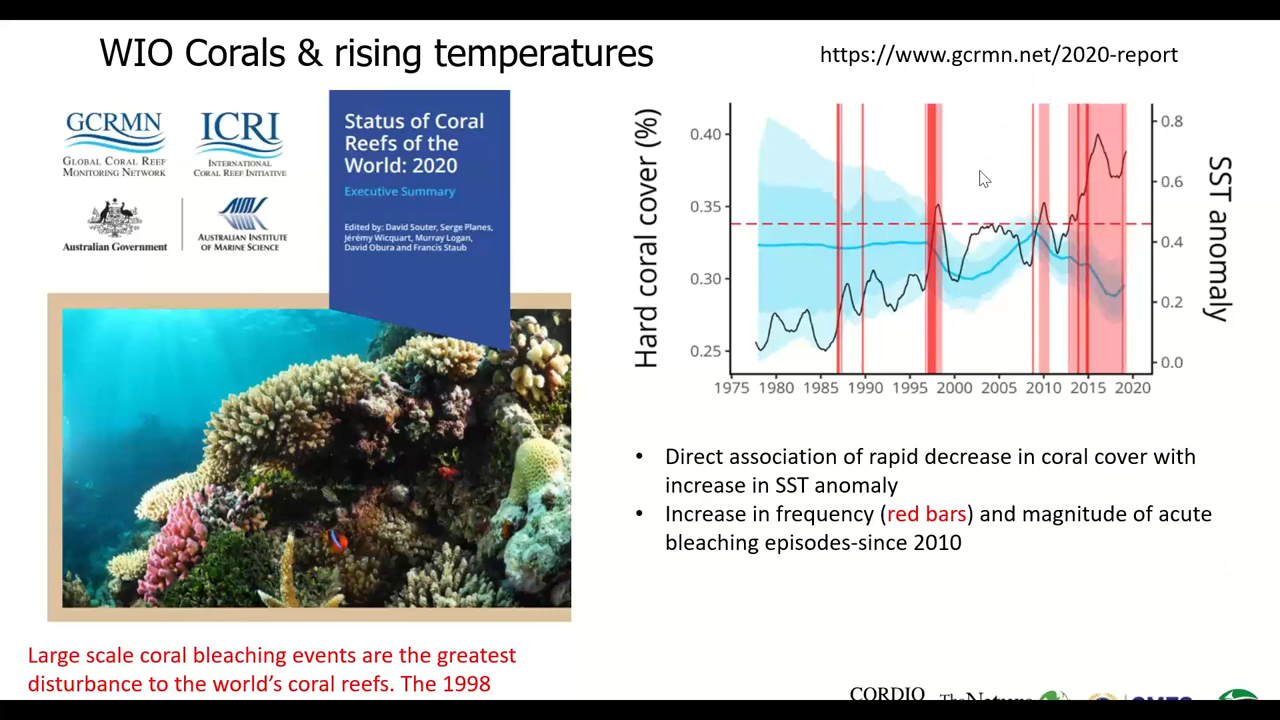 WIO Corals & rising temperatures
https://www.gcrmn.net/2020-report
GCRMN
GLOBAL CORAL REEF
MONITORING NETWORK
ICRI
INTERNATIONAL
CORAL REEF INITIATIVE
Australian Government
AUSTRALIAN INSTITUTE
OF MARINE SCIENCE
Status of Coral
Reefs of the
World: 2020
Executive Summary
Edited by: David Souter, Serge Planes,
Jérémy Wicquart, Murray Logan,
David Obura and Francis Staub
Hard coral cover (%)
0.40
0.35
0.30
0.25
1975 1980 1985 1990 1995 2000 2005 2010 2015 2020
0.8
0.6
0.4
0.2
0.0
SST anomaly
• Direct association of rapid decrease in coral cover with
increase in SST anomaly
• Increase in frequency (red bars) and magnitude of acute
bleaching episodes-since 2010
Large scale coral bleaching events are the greatest
disturbance to the world’s coral reefs. The 1998
CORDIO